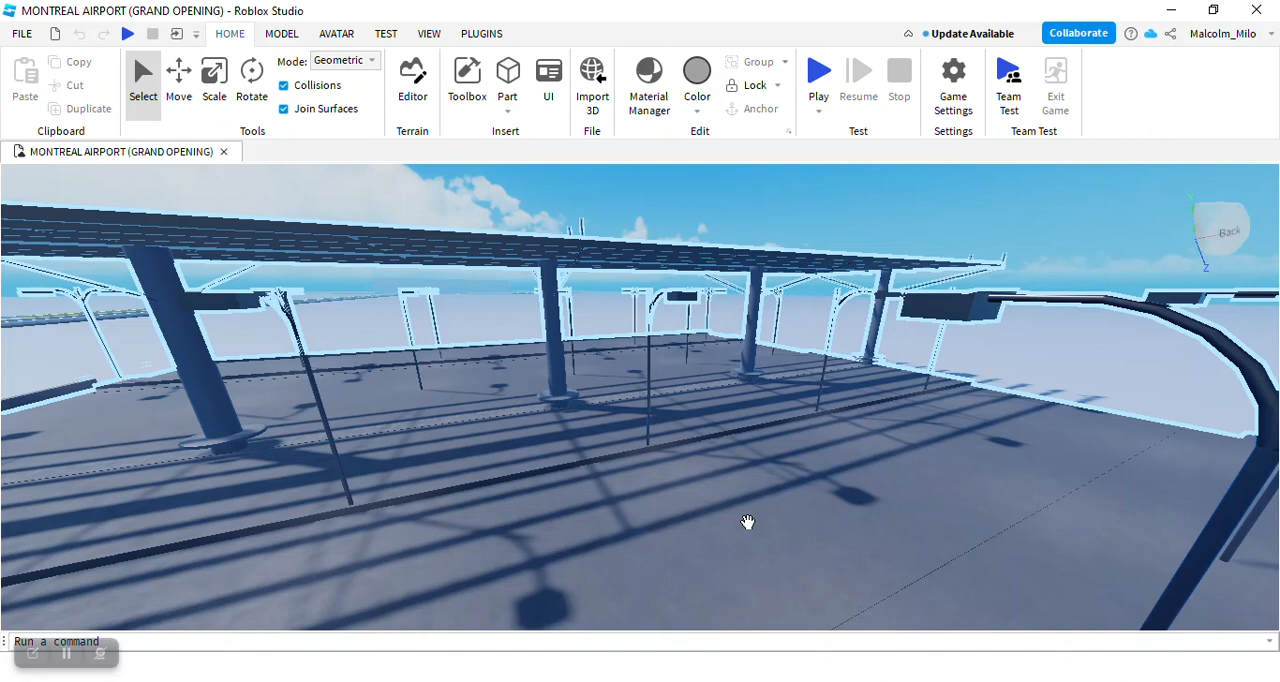 MONTREAL AIRPORT (GRAND OPENING) - Roblox Studio
FILE HOME MODEL AVATAR TEST VIEW PLUGINS Update Available Collaborate Malcolm_Milo
Paste Copy Cut Duplicate
Clipboard
Select Move Scale Rotate
Mode: Geometric
Collisions
Join Surfaces
Tools
Editor
Terrain
Toolbox Part UI
Insert
Import 3D
File
Material Manager Color
Group
Lock
Anchor
Edit
Play Resume Stop
Test
Game Settings
Settings
Team Test Exit Game
Team Test
MONTREAL AIRPORT (GRAND OPENING)
Back
Z
Run a command